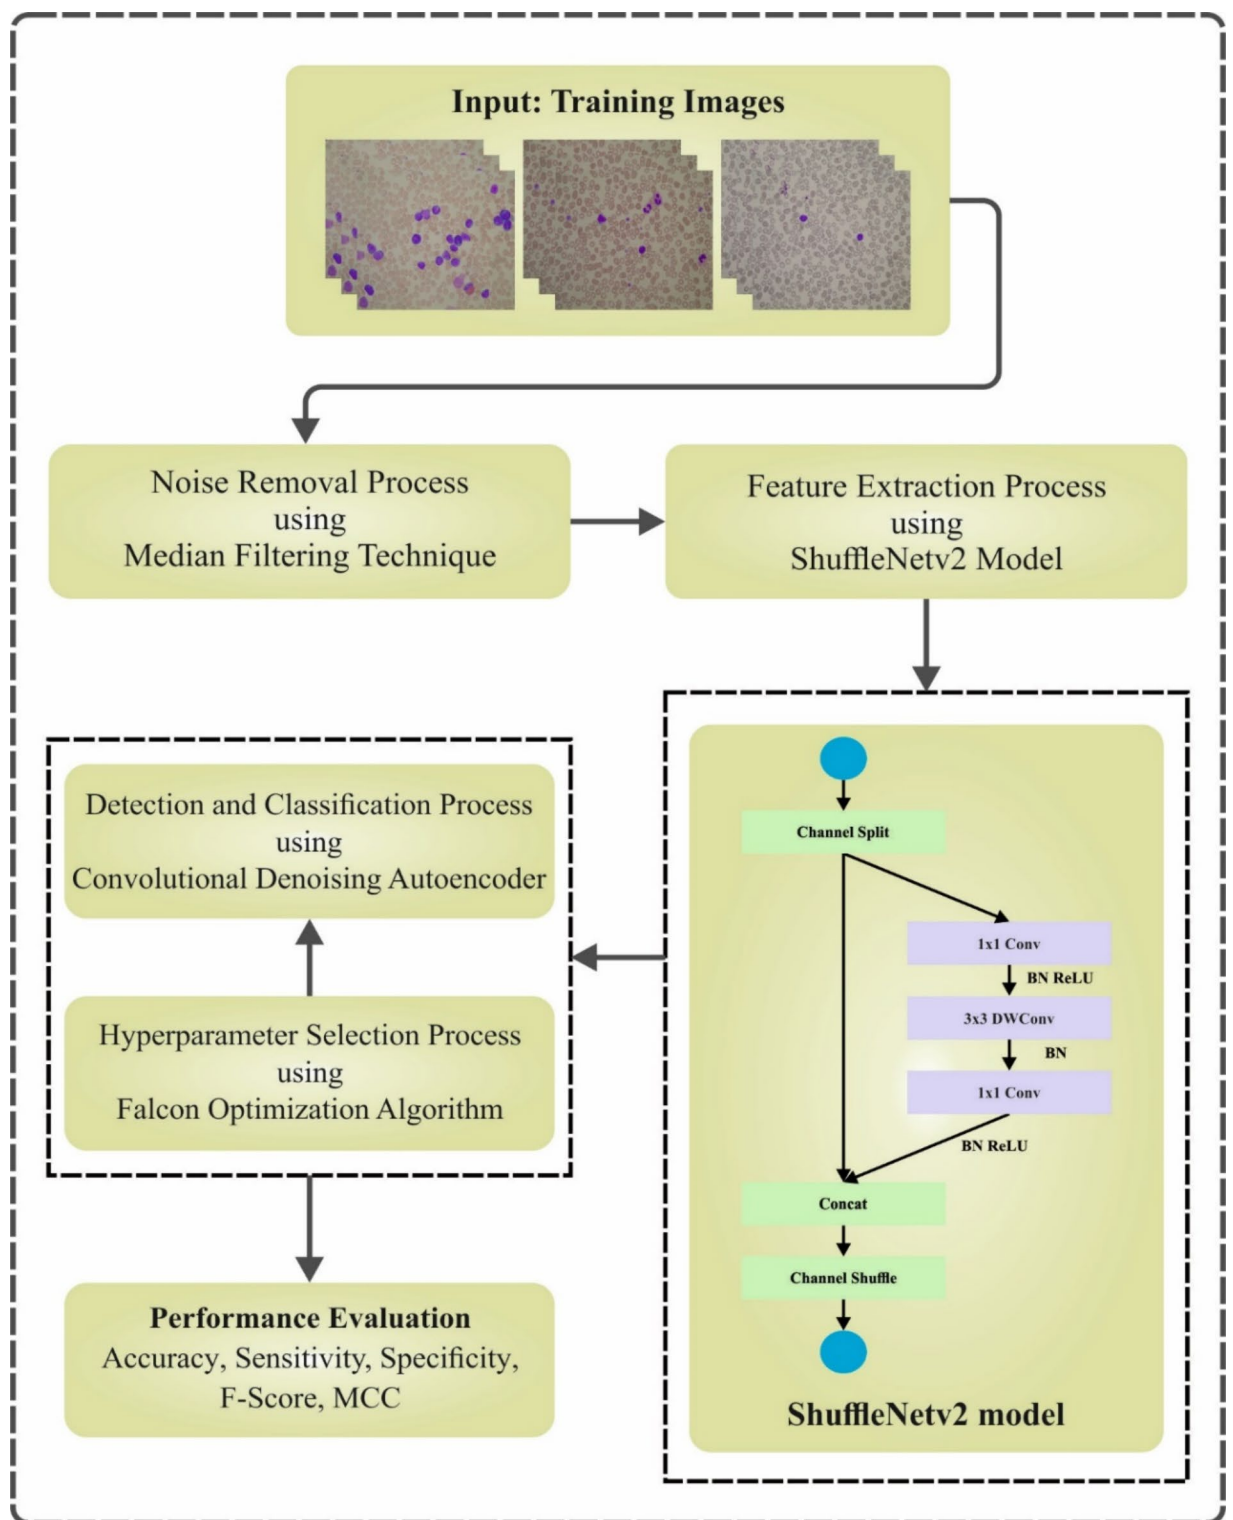 Input: Training Images
Noise Removal Process
using
Median Filtering Technique
Feature Extraction Process
using
ShuffleNetv2 Model
Detection and Classification Process
using
Convolutional Denoising Autoencoder
Hyperparameter Selection Process
using
Falcon Optimization Algorithm
Performance Evaluation
Accuracy, Sensitivity, Specificity,
F-Score, MCC
Channel Split
1x1 Conv
BN ReLU
3x3 DWConv
BN
1x1 Conv
BN ReLU
Concat
Channel Shuffle
ShuffleNetv2 model